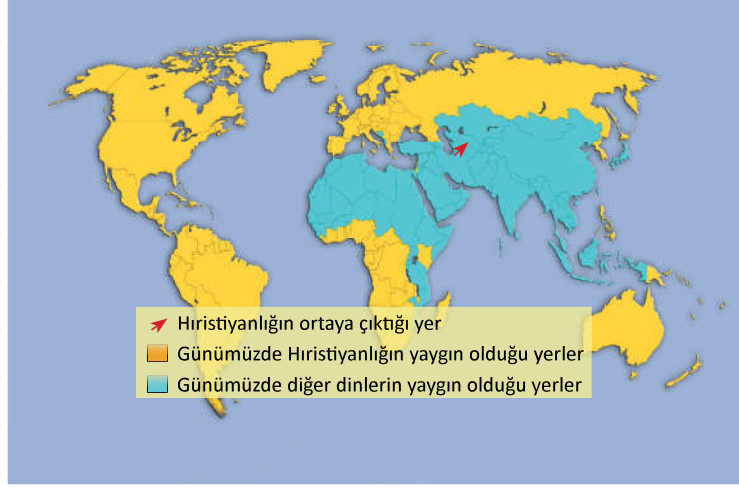 Hıristiyanlığın ortaya çıktığı yer
Günümüzde Hıristiyanlığın yaygın olduğu yerler
Günümüzde diğer dinlerin yaygın olduğu yerler